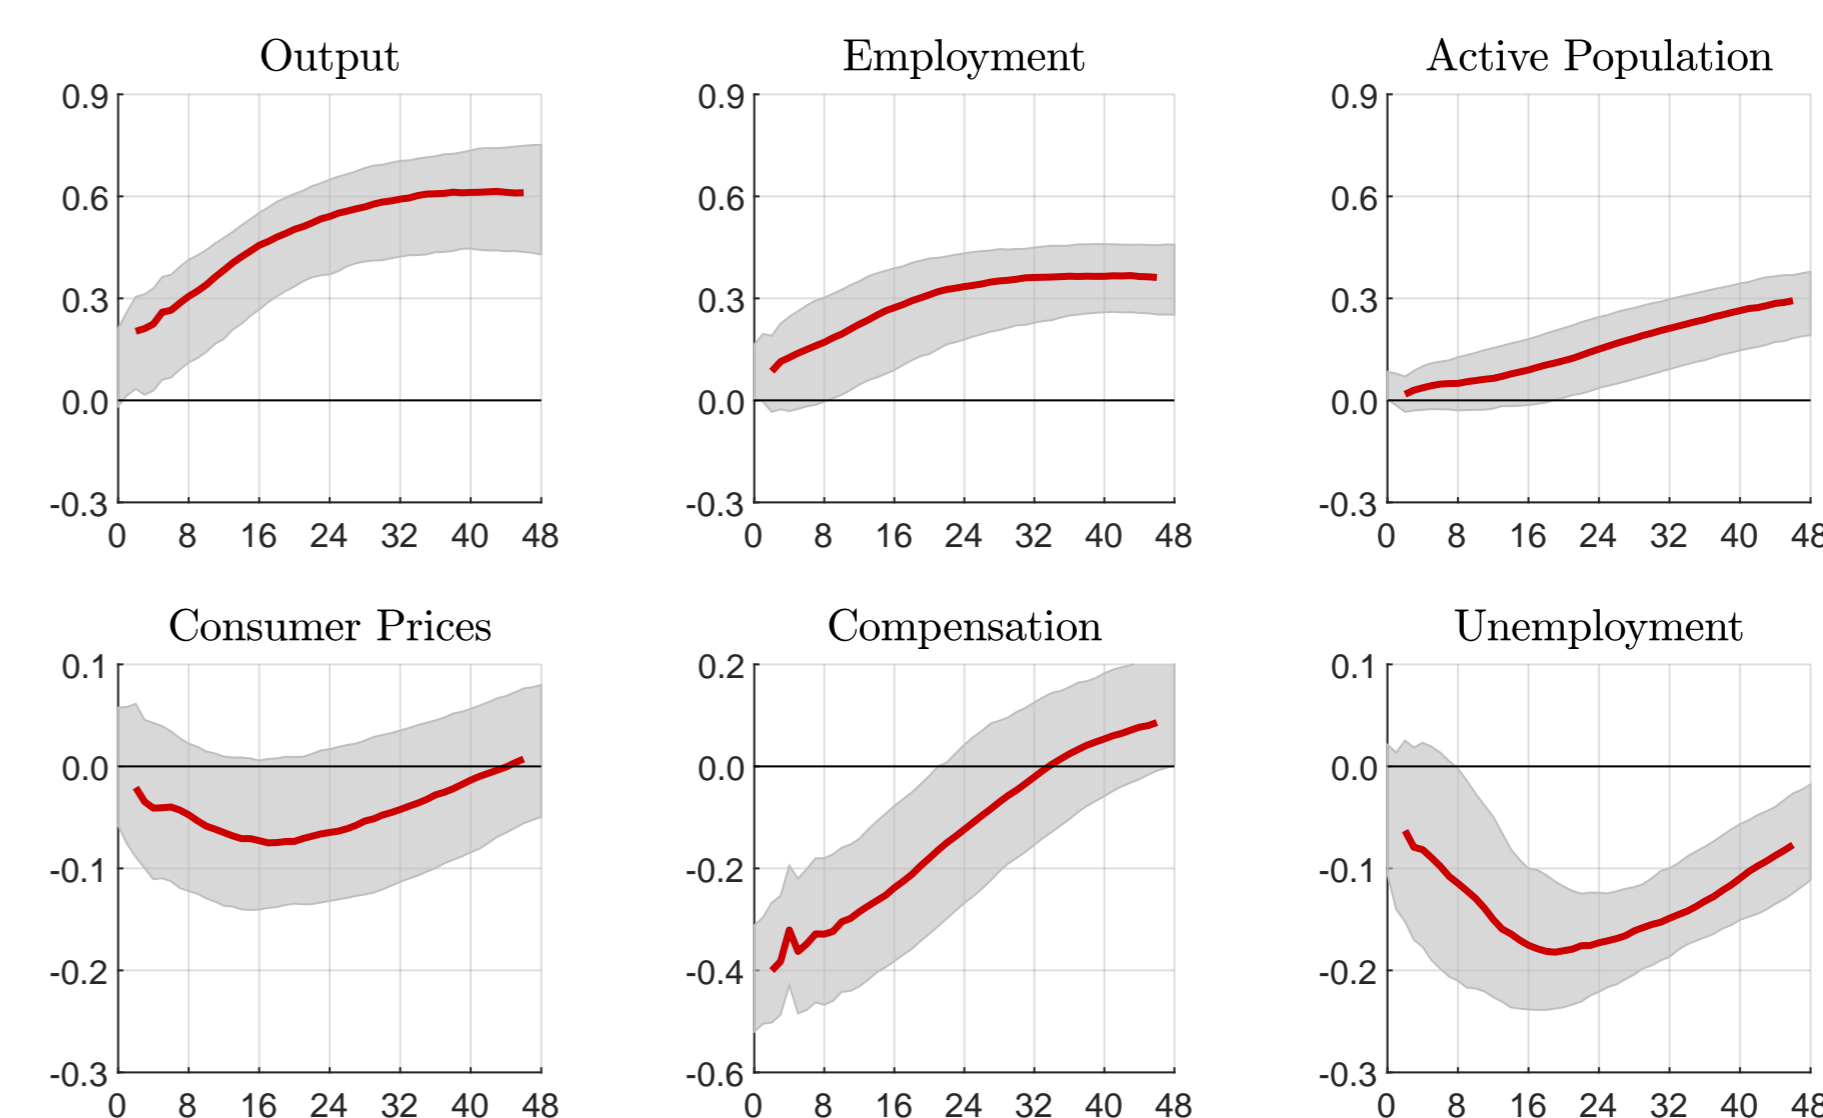 Output Employment Active Population
0.9 0.9 0.9
0.6 0.6 0.6
0.3 0.3 0.3
0.0 0.0 0.0
-0.3 -0.3 -0.3
0 8 16 24 32 40 48 0 8 16 24 32 40 48 0 8 16 24 32 40 48
Consumer Prices Compensation Unemployment
0.1 0.2 0.1
0.0 0.0 0.0
-0.1 -0.2 -0.1
-0.2 -0.4 -0.2
-0.3 -0.6 -0.3
0 8 16 24 32 40 48 0 8 16 24 32 40 48 0 8 16 24 32 40 48